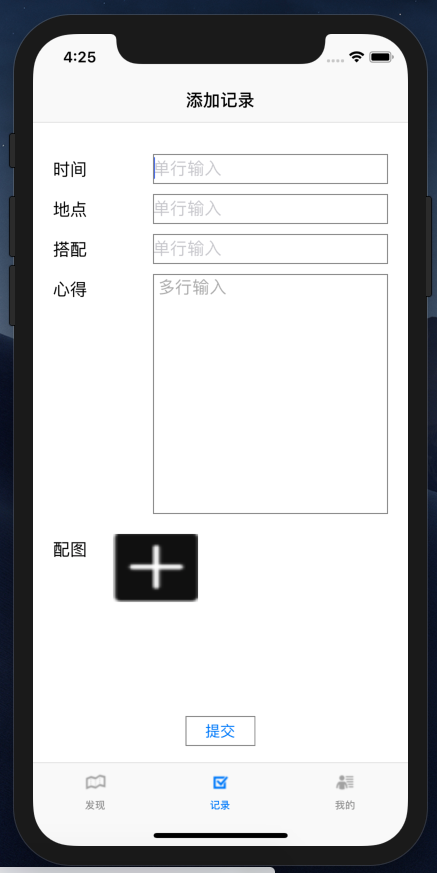 4:25
添加记录
时间 单行输入
地点 单行输入
搭配 单行输入
心得 多行输入
配图
提交
发现 记录 我的